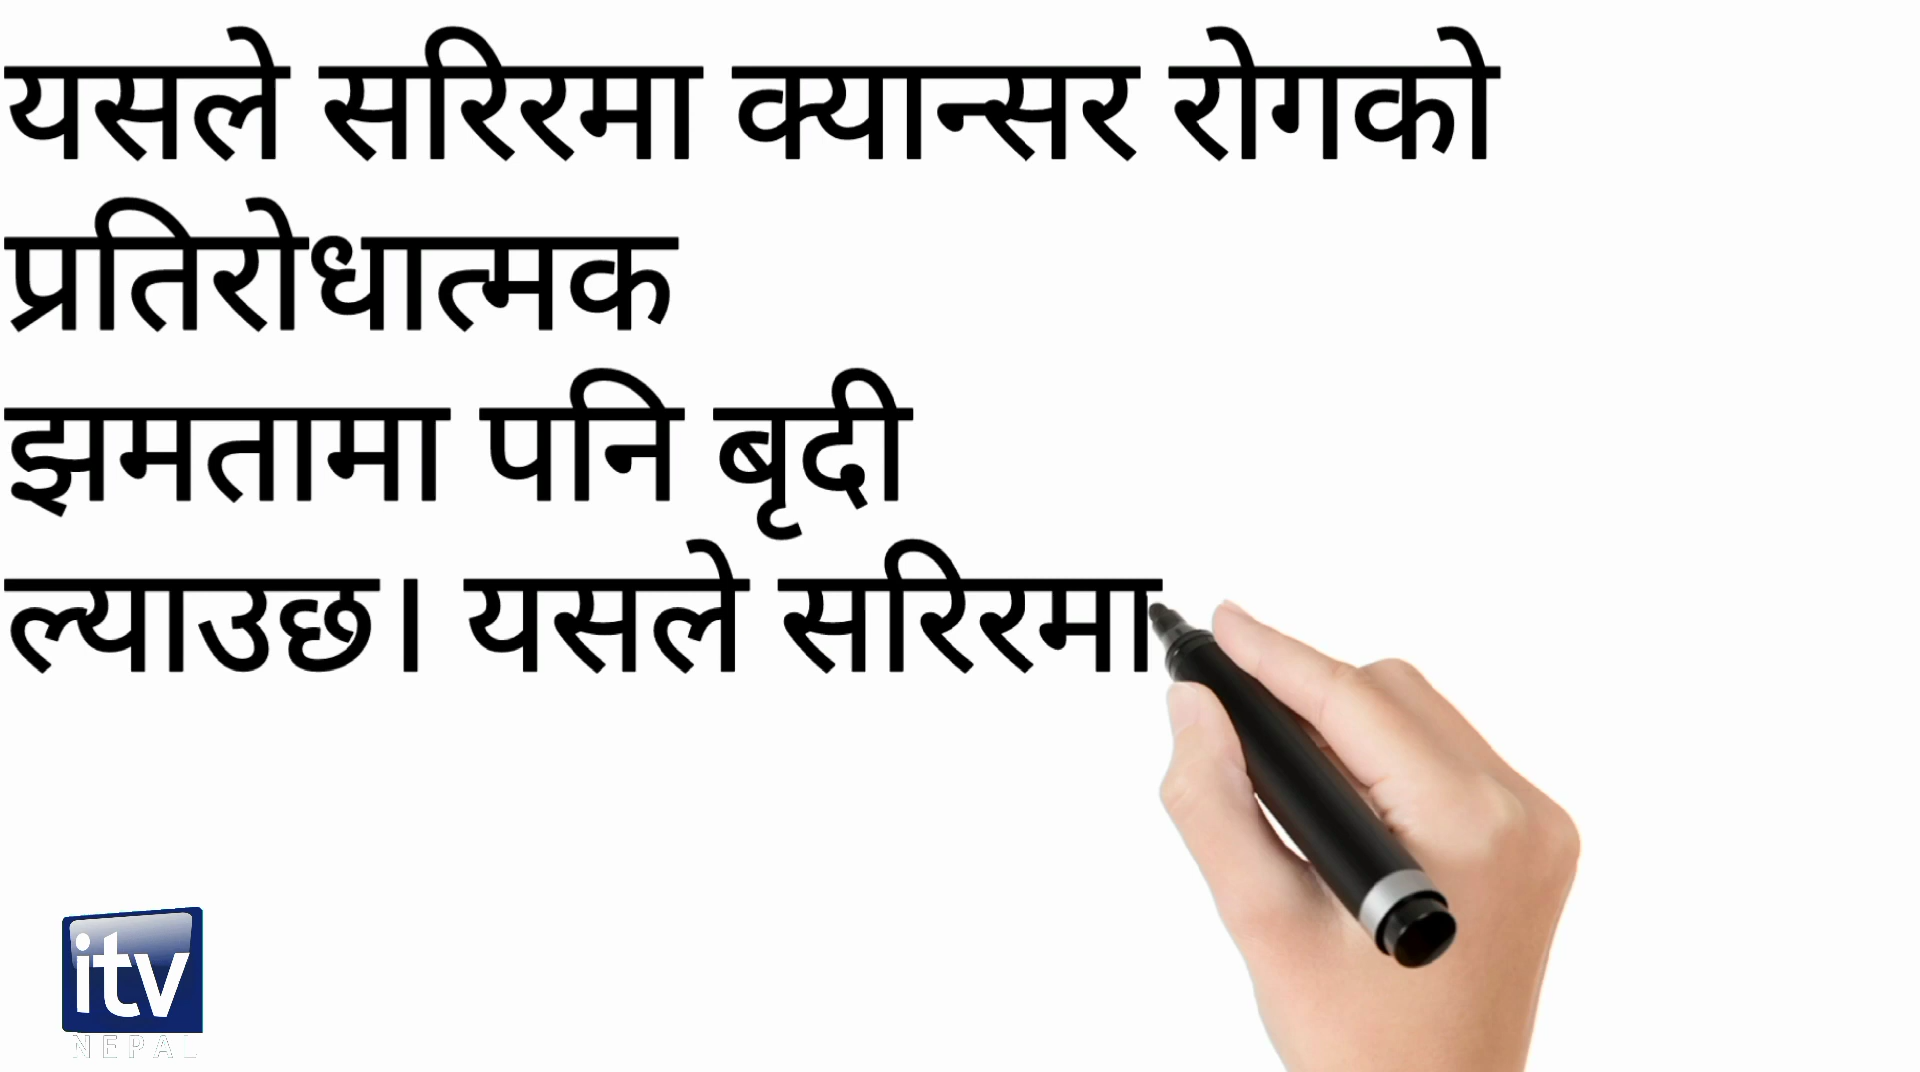 यसले सरिरमा क्यान्सर रोगको
प्रतिरोधात्मक
झमतामा पनि बृदी
ल्याउछ। यसले सरिरमा
itv
NEPAL